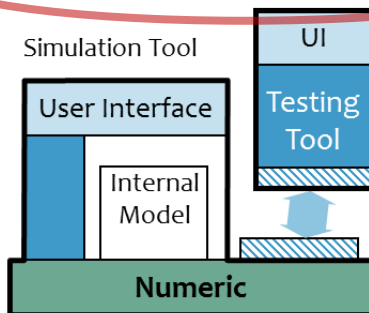 Simulation Tool
UI
User Interface
Testing
Tool
Internal
Model
Numeric